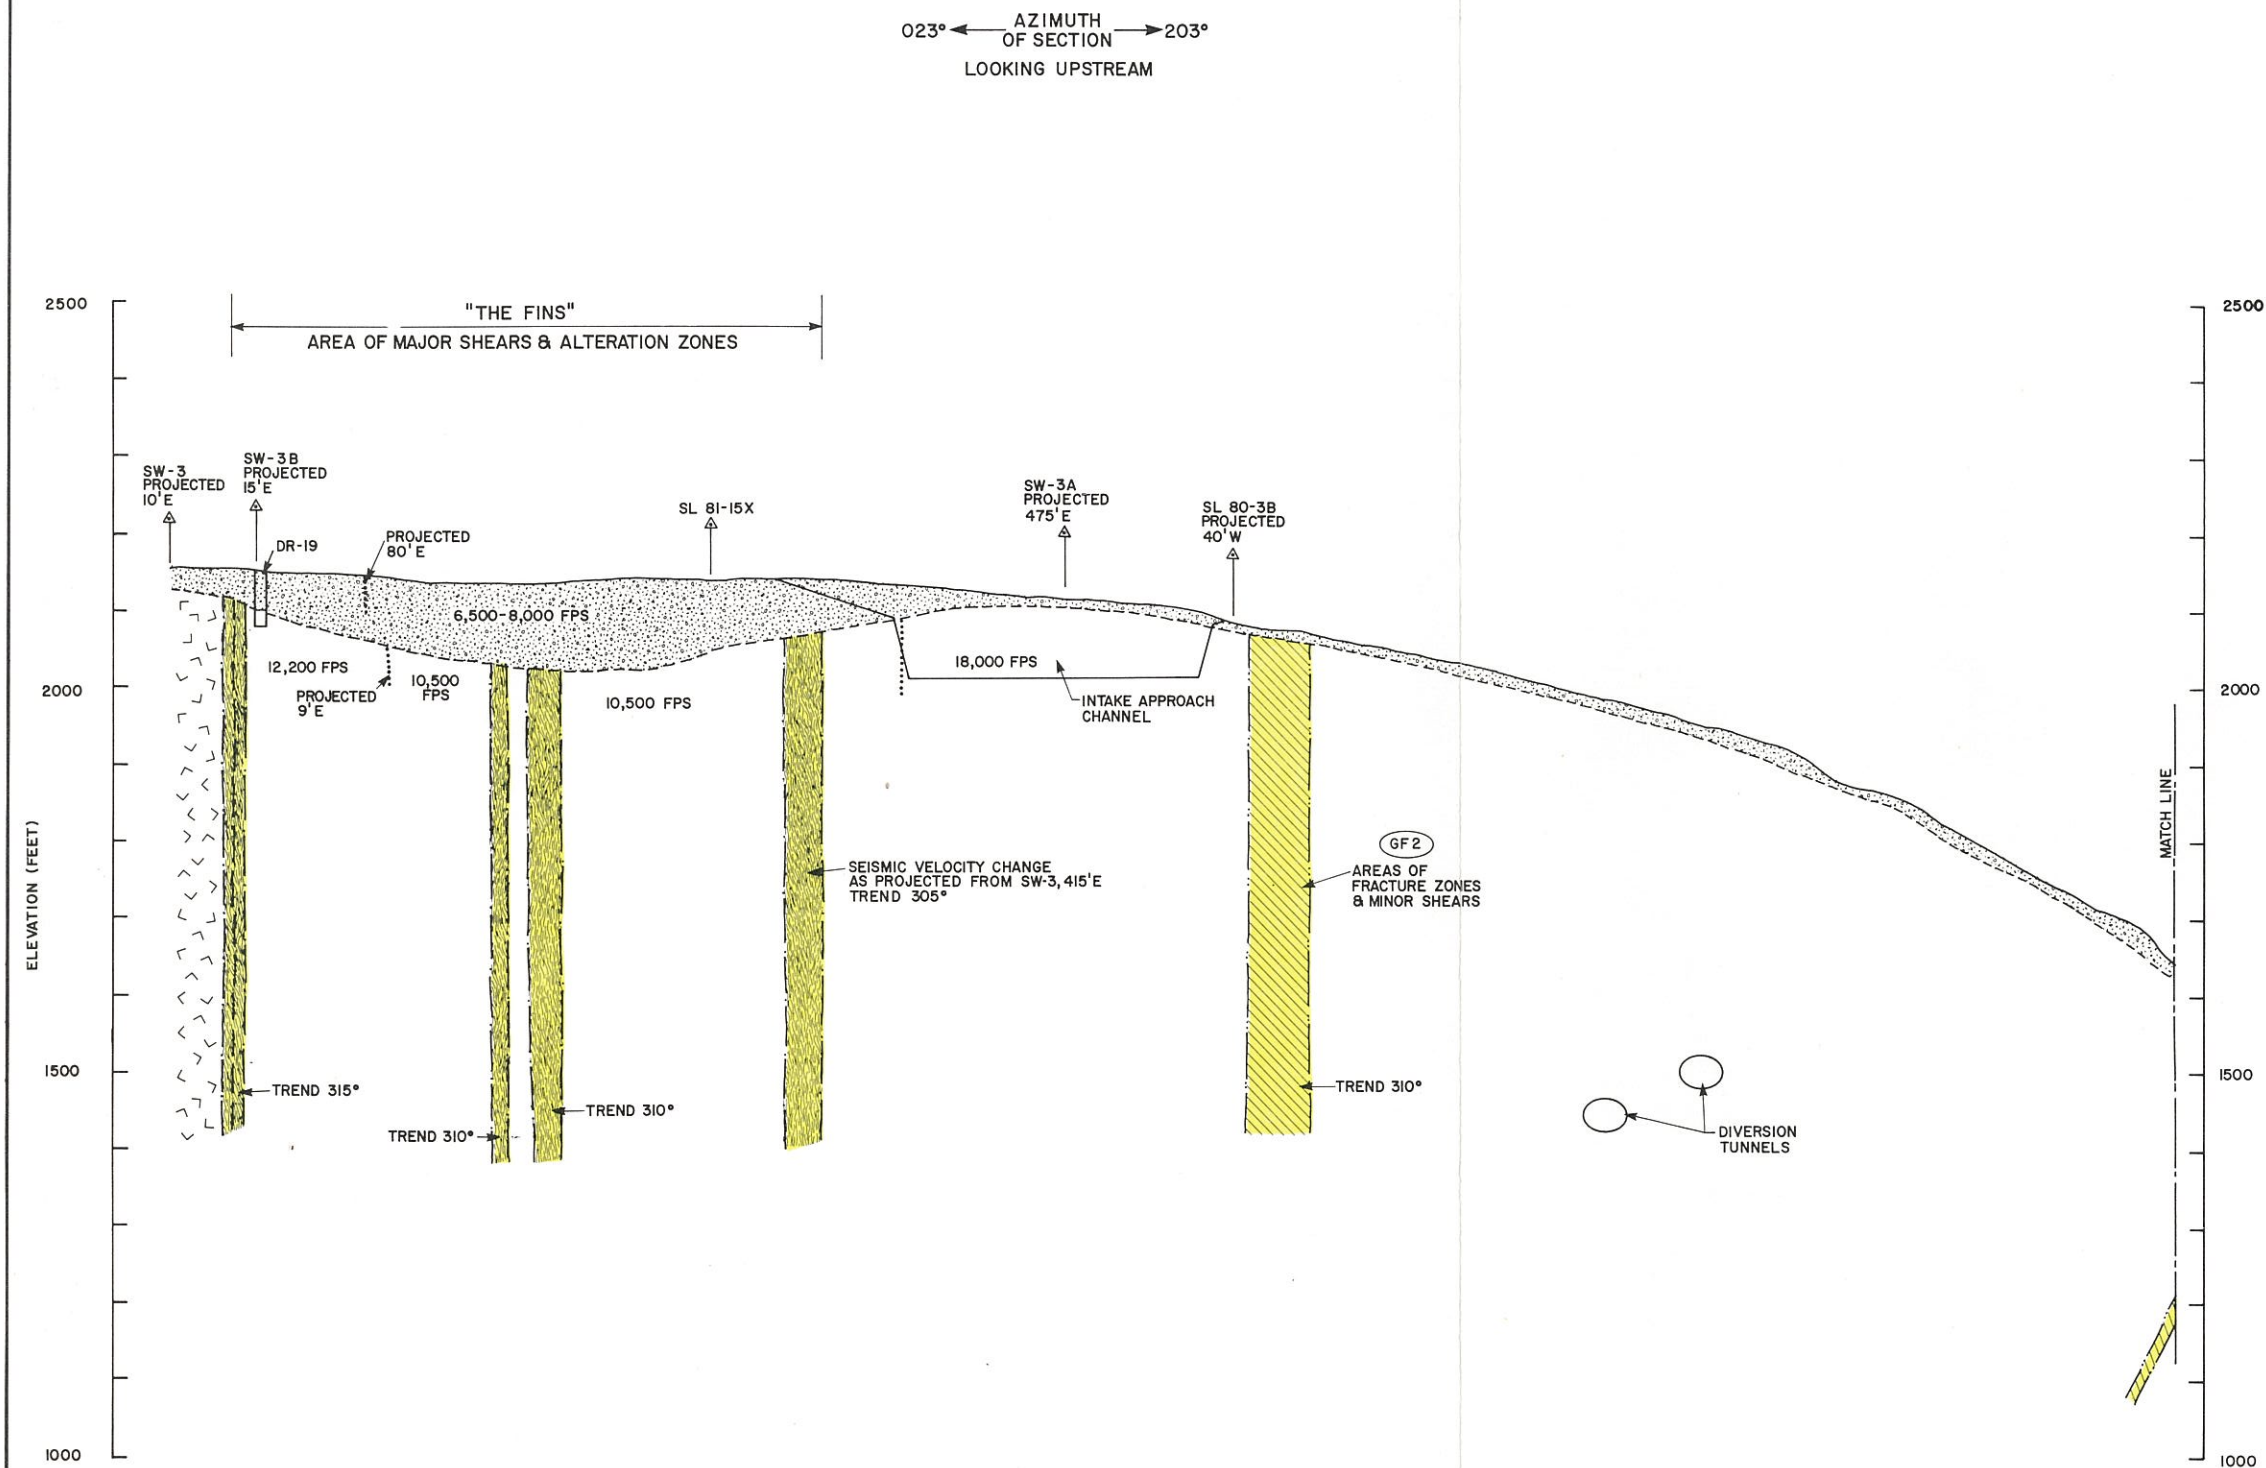 023° AZIMUTH OF SECTION 203°
LOOKING UPSTREAM
2500
2500
"THE FINS"
AREA OF MAJOR SHEARS & ALTERATION ZONES
SW-3
PROJECTED
10'E
SW-3B
PROJECTED
15'E
DR-19
PROJECTED
80'E
SL 81-15X
SW-3A
PROJECTED
475'E
SL 80-3B
PROJECTED
40'W
6,500-8,000 FPS
12,200 FPS
PROJECTED
9'E
10,500
FPS
10,500 FPS
18,000 FPS
INTAKE APPROACH
CHANNEL
2000
2000
ELEVATION (FEET)
MATCH LINE
SEISMIC VELOCITY CHANGE
AS PROJECTED FROM SW-3, 415'E
TREND 305°
GF2
AREAS OF
FRACTURE ZONES
& MINOR SHEARS
1500
1500
TREND 315°
TREND 310°
TREND 310°
TREND 310°
DIVERSION
TUNNELS
1000
1000